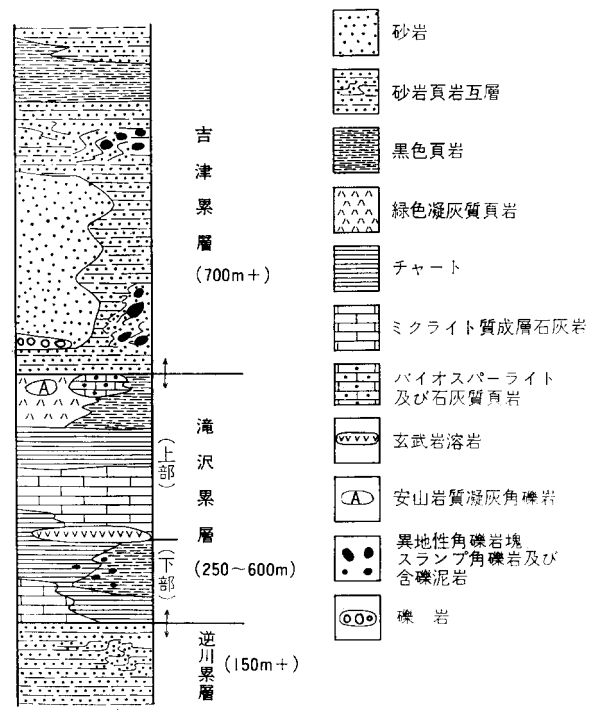 吉津累層
(700m+)
A
滝沢累層
(上部)
(下部)
(250～600m)
逆川累層
(150m+)
砂岩
砂岩頁岩互層
黒色頁岩
緑色凝灰質頁岩
チャート
ミクライト質成層石灰岩
バイオスパーライト
及び石灰質頁岩
玄武岩溶岩
A
安山岩質凝灰角礫岩
異地性角礫岩塊
スランプ角礫岩及び
含礫泥岩
礫岩